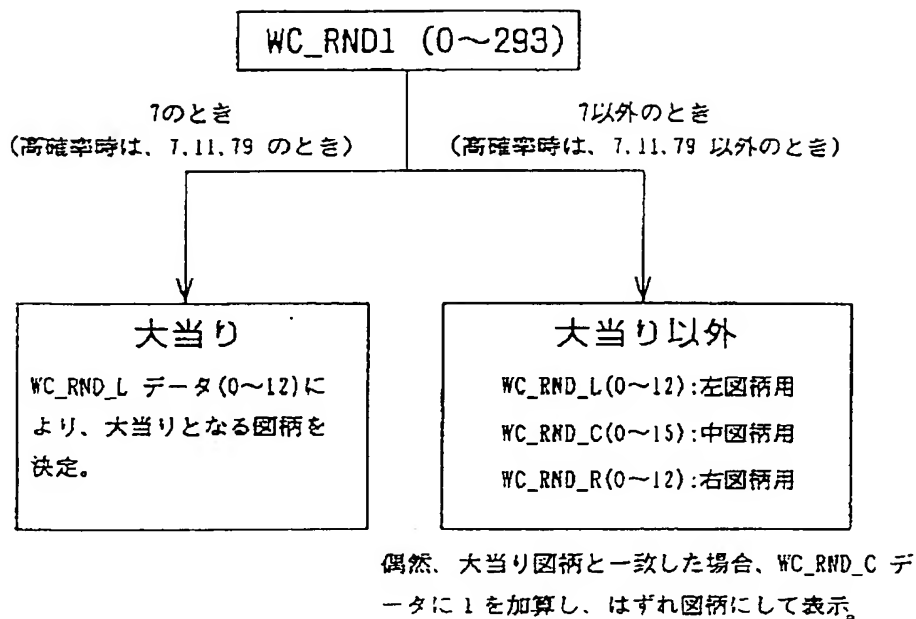 WC_RND1 (0～293)
7のとき
(高確率時は、7.11.79 のとき)
7以外のとき
(高確率時は、7.11.79 以外のとき)
大当り
WC_RND_L データ(0～12)に
より、大当りとなる図柄を
決定。
大当り以外
WC_RND_L(0～12):左図柄用
WC_RND_C(0～15):中図柄用
WC_RND_R(0～12):右図柄用
偶然、大当り図柄と一致した場合、WC_RND_C デ
ータに 1 を加算し、はずれ図柄にして表示。